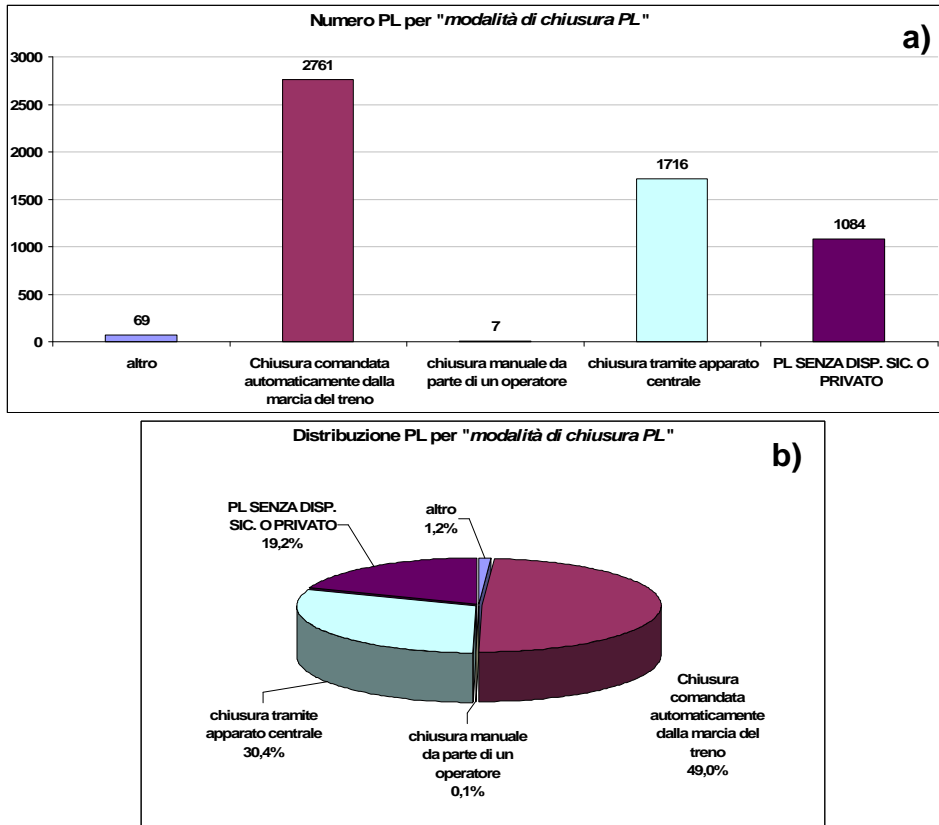 Numero PL per "modalità di chiusura PL"
a)
3000
2500
2000
1500
1000
500
0
69
2761
7
1716
1084
altro
Chiusura comandata
automaticamente dalla
marcia del treno
chiusura manuale da
parte di un operatore
chiusura tramite apparato
centrale
PL SENZA DISP. SIC. O
PRIVATO
Distribuzione PL per "modalità di chiusura PL"
b)
PL SENZA DISP.
SIC. O PRIVATO
19,2%
altro
1,2%
chiusura tramite
apparato centrale
30,4%
chiusura manuale
da parte di un
operatore
0,1%
Chiusura
comandata
automaticamente
dalla marcia del
treno
49,0%